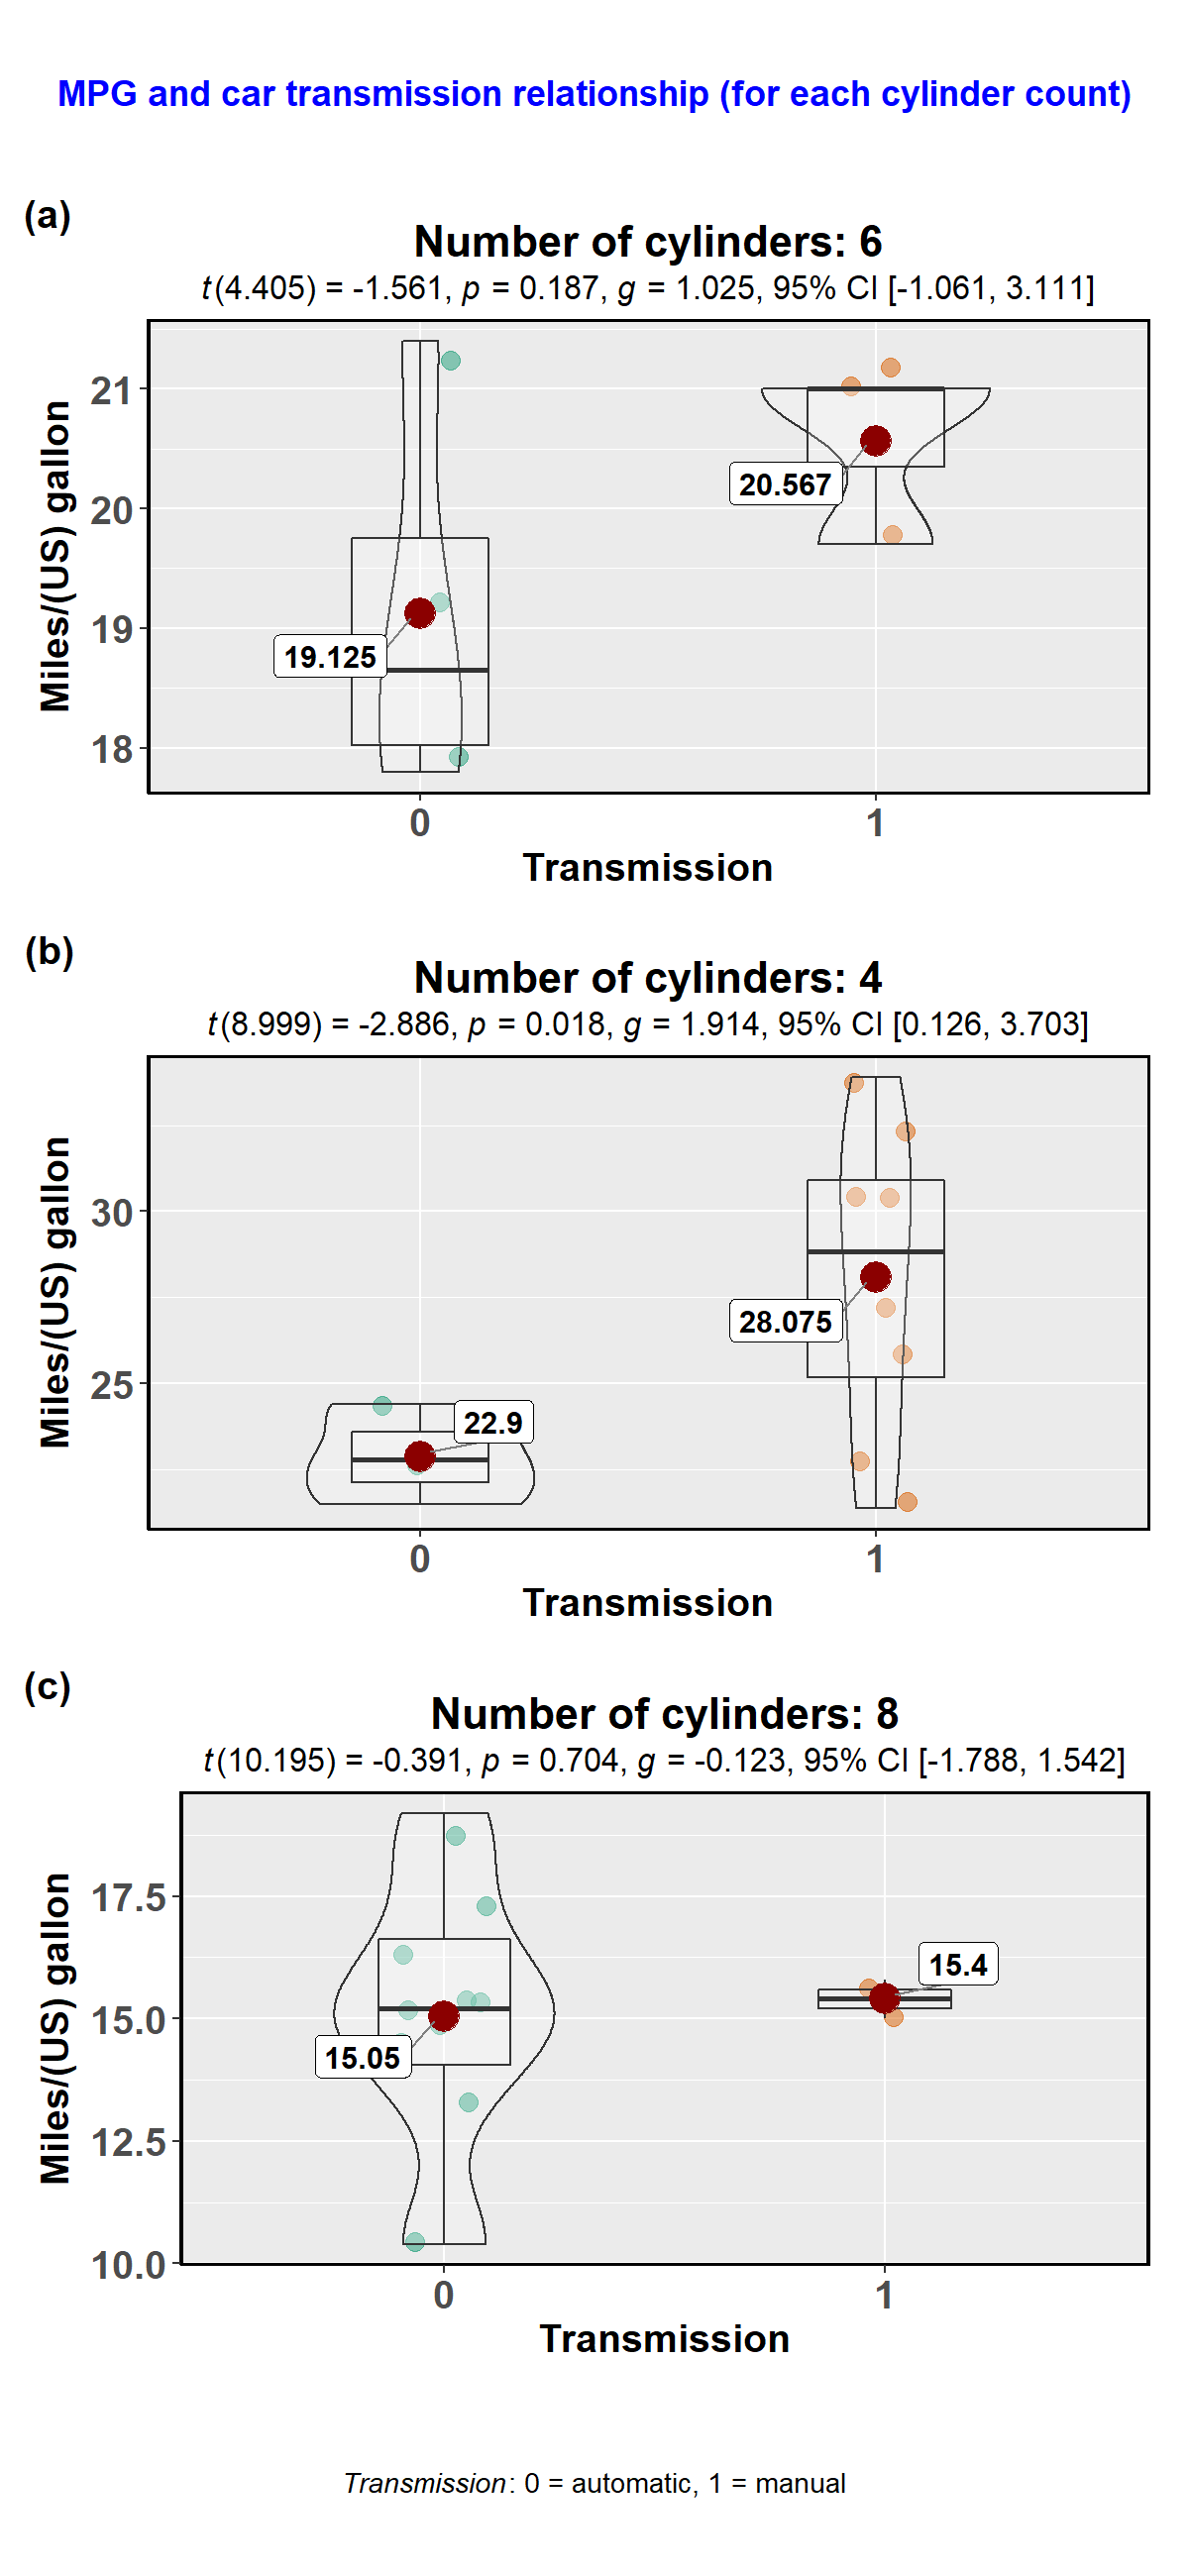 MPG and car transmission relationship (for each cylinder count)
(a)
Number of cylinders: 6
t(4.405) = -1.561, p = 0.187, g = 1.025, 95% CI [-1.061, 3.111]
Miles/(US) gallon
21
20
19
18
19.125
20.567
0
1
Transmission
(b)
Number of cylinders: 4
t(8.999) = -2.886, p = 0.018, g = 1.914, 95% CI [0.126, 3.703]
Miles/(US) gallon
30
25
22.9
28.075
0
1
Transmission
(c)
Number of cylinders: 8
t(10.195) = -0.391, p = 0.704, g = -0.123, 95% CI [-1.788, 1.542]
Miles/(US) gallon
17.5
15.0
12.5
10.0
15.05
15.4
0
1
Transmission
Transmission: 0 = automatic, 1 = manual